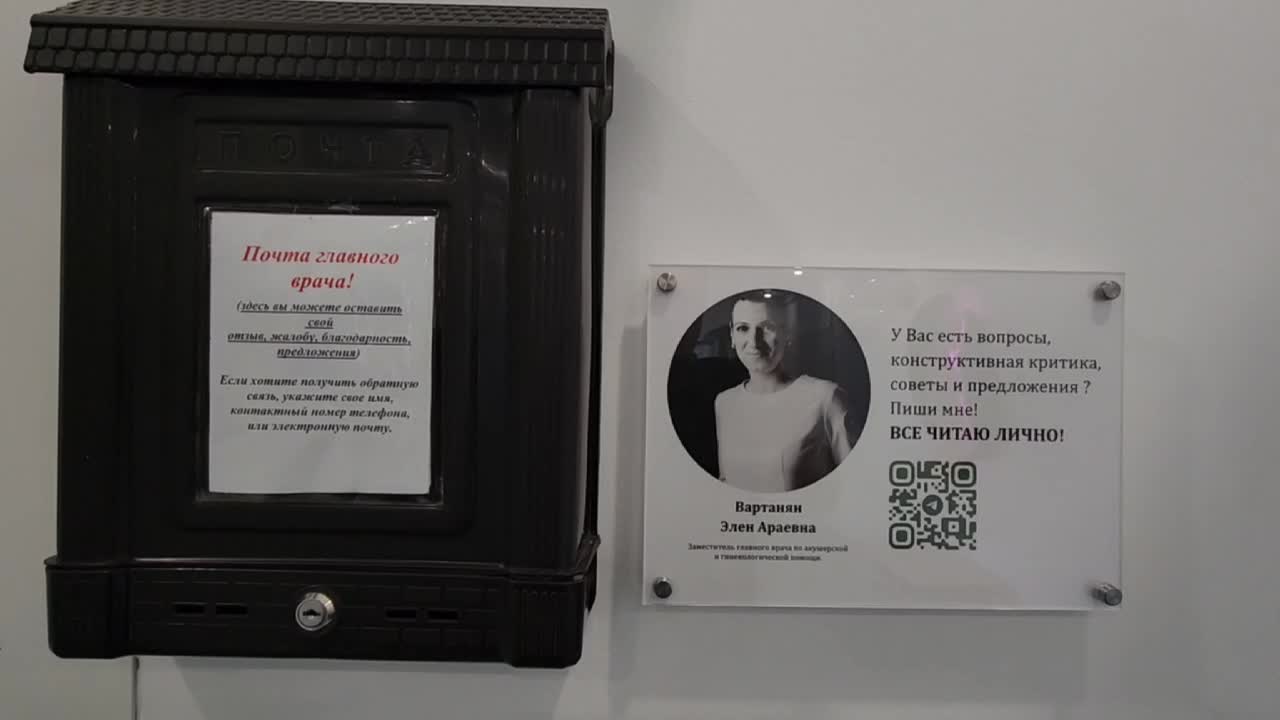 ПОЧТА
Почта главного
врача!
(здесь вы можете оставить
свой
отзыв, жалобу, благодарность,
предложения)
Если хотите получить обратную
связь, укажите свое имя,
контактный номер телефона,
или электронную почту.
У Вас есть вопросы,
конструктивная критика,
советы и предложения ?
Пиши мне!
ВСЕ ЧИТАЮ ЛИЧНО!
Вартанян
Элен Араевна
Заместитель главного врача по акушерской
и гинекологической помощи.